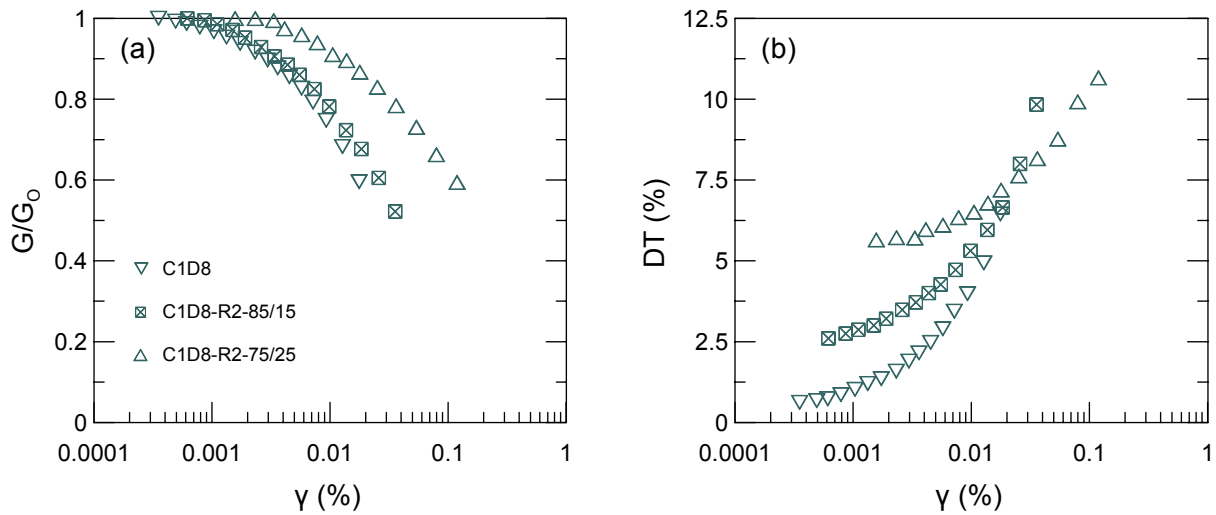 (a)
1
0.8
0.6
0.4
0.2
0
G/G_O
C1D8
C1D8-R2-85/15
C1D8-R2-75/25
0.0001 0.001 0.01 0.1 1
γ (%)
(b)
12.5
10
7.5
5
2.5
0
DT (%)
0.0001 0.001 0.01 0.1 1
γ (%)